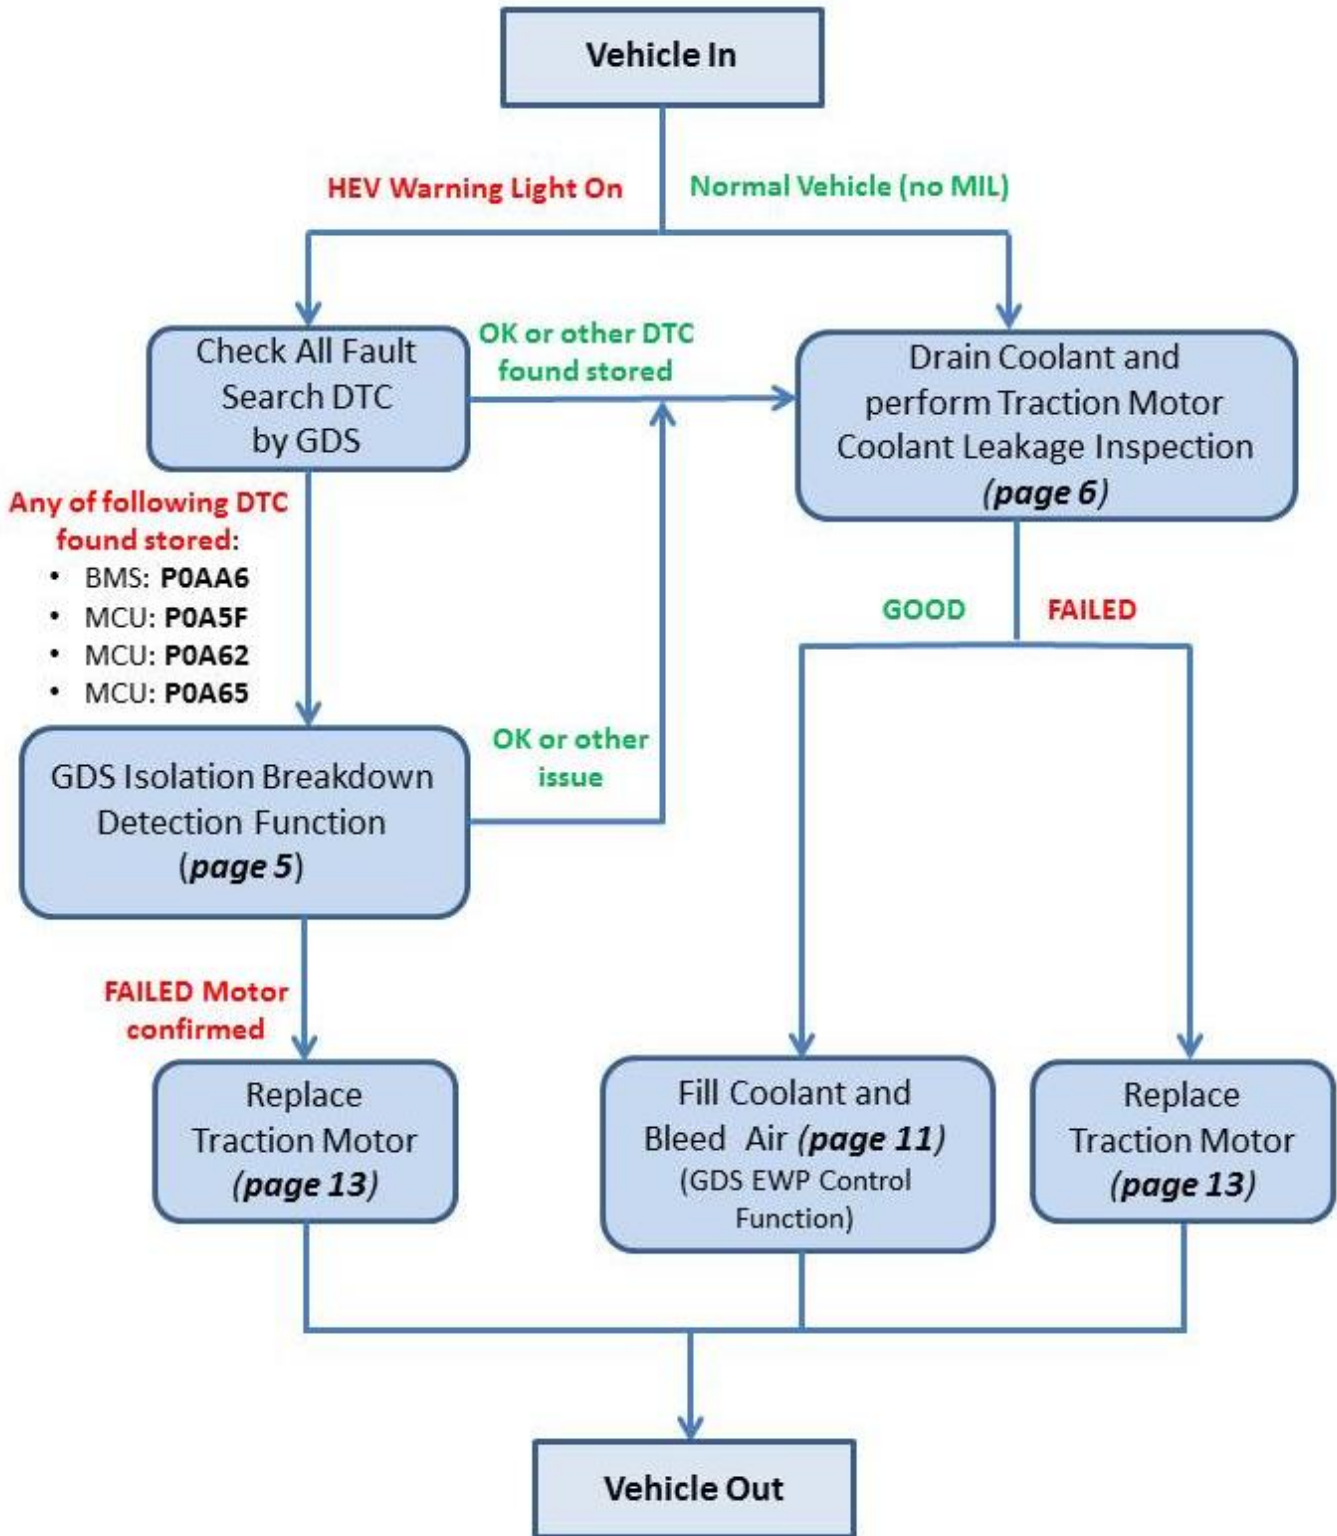 Vehicle In
HEV Warning Light On
Normal Vehicle (no MIL)
Check All Fault
Search DTC
by GDS
OK or other DTC
found stored
Drain Coolant and
perform Traction Motor
Coolant Leakage Inspection
(page 6)
Any of following DTC
found stored:
• BMS: P0AA6
• MCU: P0A5F
• MCU: P0A62
• MCU: P0A65
GOOD
FAILED
GDS Isolation Breakdown
Detection Function
(page 5)
OK or other
issue
FAILED Motor
confirmed
Replace
Traction Motor
(page 13)
Fill Coolant and
Bleed Air (page 11)
(GDS EWP Control
Function)
Replace
Traction Motor
(page 13)
Vehicle Out